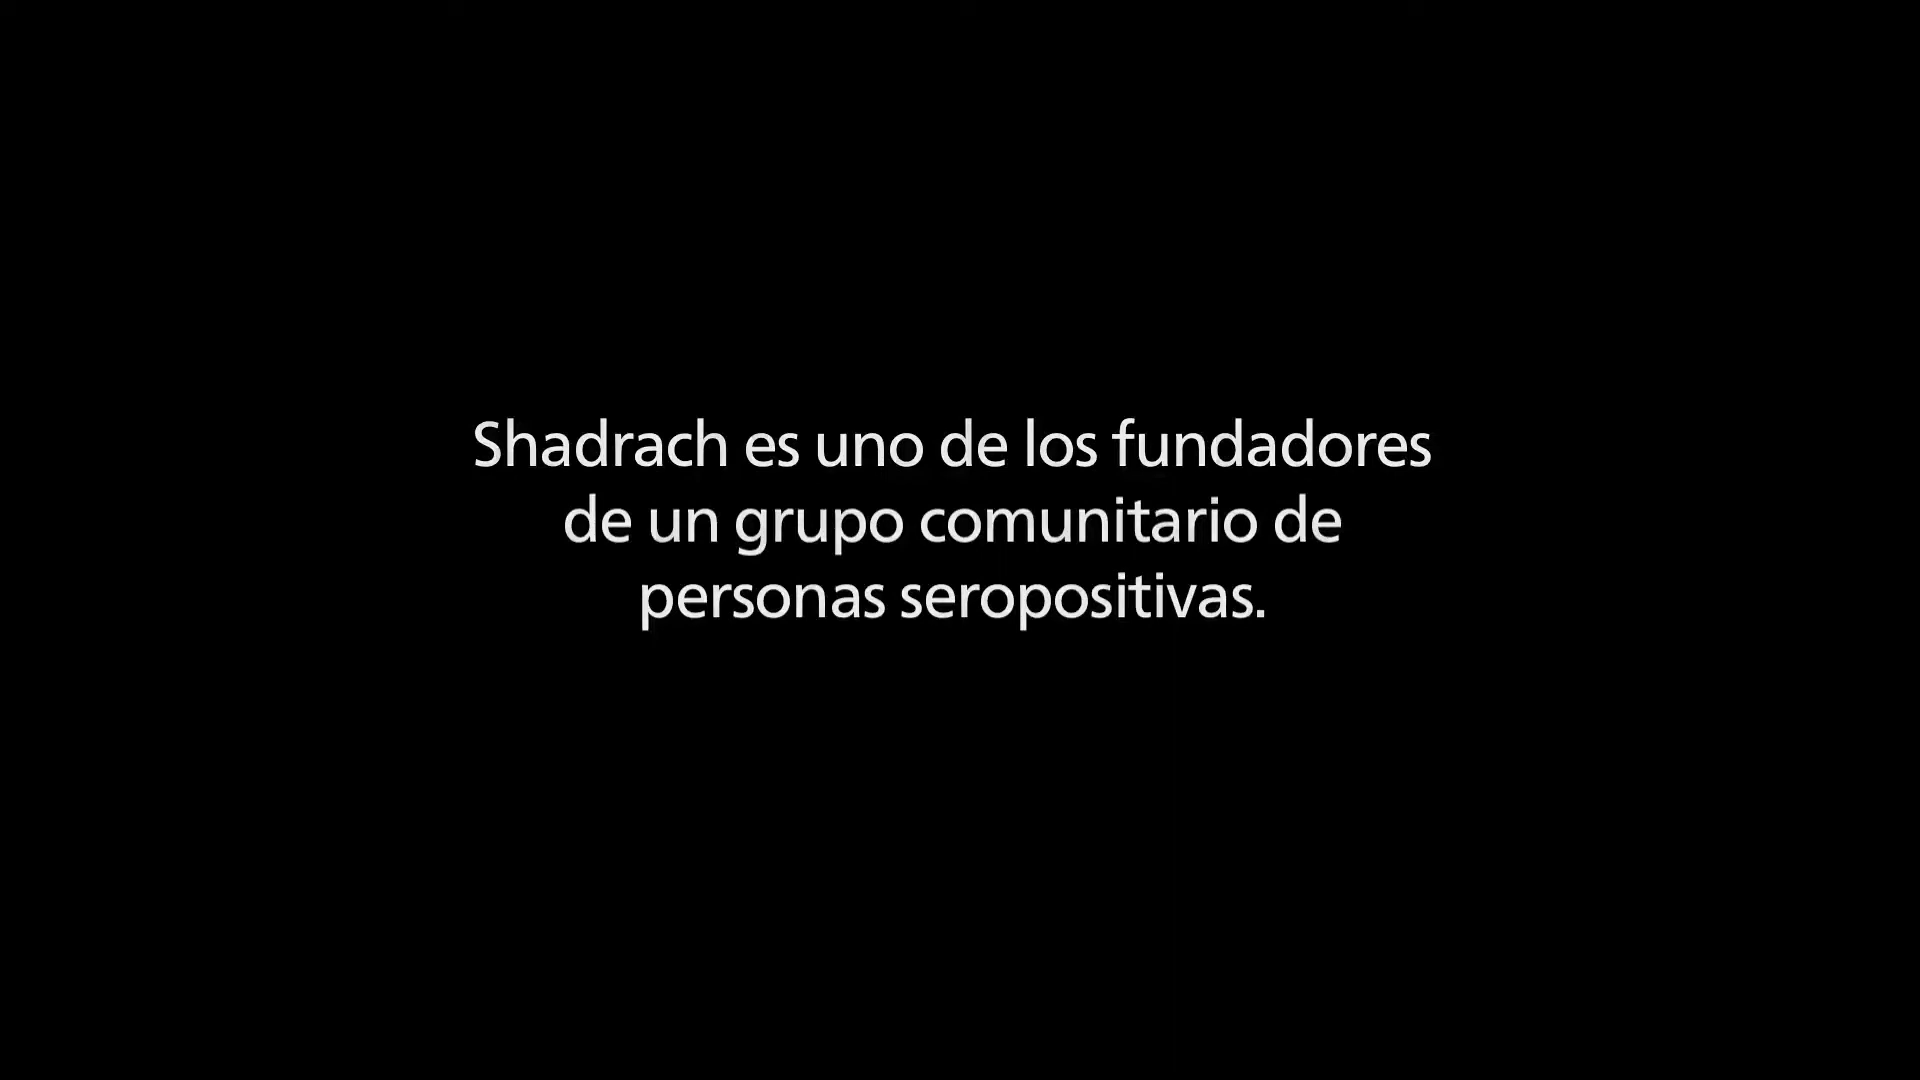 Shadrach es uno de los fundadores
de un grupo comunitario de
personas seropositivas.